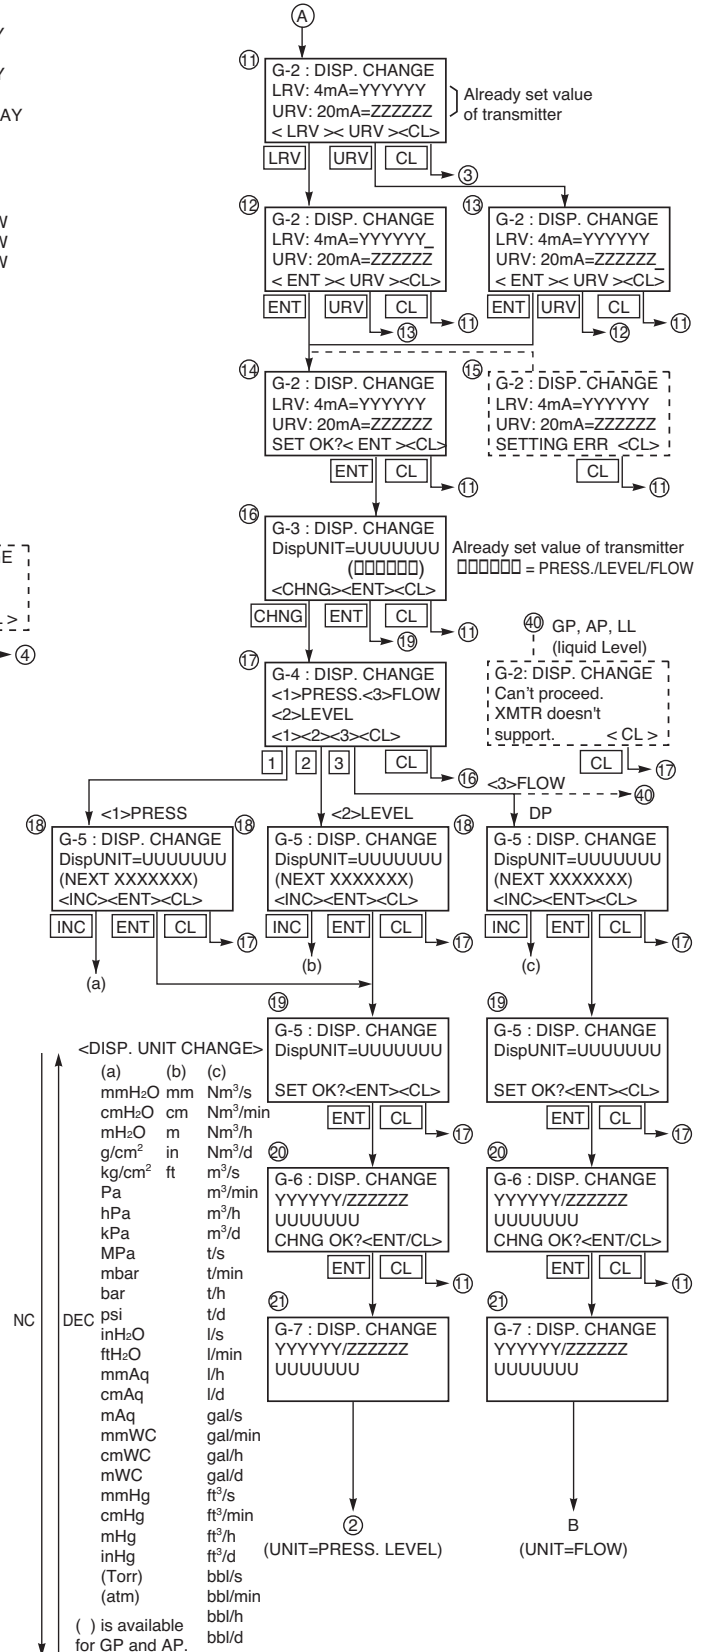 A
Y
Y
AY
W
W
W
11
G-2 : DISP. CHANGE
LRV: 4mA=YYYYYY
URV: 20mA=ZZZZZZ
< LRV >< URV ><CL>
Already set value
of transmitter
LRV URV CL
3
12
G-2 : DISP. CHANGE
LRV: 4mA=YYYYYY_
URV: 20mA=ZZZZZZ
< ENT >< URV ><CL>
ENT URV CL
13
11
13
G-2 : DISP. CHANGE
LRV: 4mA=YYYYYY
URV: 20mA=ZZZZZZ_
< ENT >< URV ><CL>
ENT URV CL
12
11
14
G-2 : DISP. CHANGE
LRV: 4mA=YYYYYY
URV: 20mA=ZZZZZZ
SET OK?< ENT ><CL>
ENT CL
11
15
G-2 : DISP. CHANGE
LRV: 4mA=YYYYYY
URV: 20mA=ZZZZZZ
SETTING ERR <CL>
CL
11
16
G-3 : DISP. CHANGE
DispUNIT=UUUUUUU
(▯▯▯▯▯▯)
<CHNG><ENT><CL>
Already set value of transmitter
▯▯▯▯▯▯ = PRESS./LEVEL/FLOW
CHNG ENT CL
19
11
E
L >
4
17
G-4 : DISP. CHANGE
<1>PRESS.<3>FLOW
<2>LEVEL
<1><2><3><CL>
1 2 3 CL
16
40 GP, AP, LL
(liquid Level)
G-2: DISP. CHANGE
Can't proceed.
XMTR doesn't
support. < CL >
CL
17
<3>FLOW
40
<1>PRESS
18
G-5 : DISP. CHANGE
DispUNIT=UUUUUUU
(NEXT XXXXXXX)
<INC><ENT><CL>
INC ENT CL
17
(a)
<2>LEVEL
18
G-5 : DISP. CHANGE
DispUNIT=UUUUUUU
(NEXT XXXXXXX)
<INC><ENT><CL>
INC ENT CL
17
(b)
DP
18
G-5 : DISP. CHANGE
DispUNIT=UUUUUUU
(NEXT XXXXXXX)
<INC><ENT><CL>
INC ENT CL
17
(c)
19
G-5 : DISP. CHANGE
DispUNIT=UUUUUUU
SET OK?<ENT><CL>
ENT CL
17
19
G-5 : DISP. CHANGE
DispUNIT=UUUUUUU
SET OK?<ENT><CL>
ENT CL
17
20
G-6 : DISP. CHANGE
YYYYYY/ZZZZZZ
UUUUUUU
CHNG OK?<ENT/CL>
ENT CL
11
20
G-6 : DISP. CHANGE
YYYYYY/ZZZZZZ
UUUUUUU
CHNG OK?<ENT/CL>
ENT CL
11
21
G-7 : DISP. CHANGE
YYYYYY/ZZZZZZ
UUUUUUU
2
(UNIT=PRESS. LEVEL)
21
G-7 : DISP. CHANGE
YYYYYY/ZZZZZZ
UUUUUUU
B
(UNIT=FLOW)
<DISP. UNIT CHANGE>
(a) (b) (c)
mmH₂O mm Nm³/s
cmH₂O cm Nm³/min
mH₂O m Nm³/h
g/cm² in Nm³/d
kg/cm² ft m³/s
Pa m³/min
hPa m³/h
kPa m³/d
MPa t/s
mbar t/min
bar t/h
NC DEC psi t/d
inH₂O l/s
ftH₂O l/min
mmAq l/h
cmAq l/d
mAq gal/s
mmWC gal/min
cmWC gal/h
mWC gal/d
mmHg ft³/s
cmHg ft³/min
mHg ft³/h
inHg ft³/d
(Torr) bbl/s
(atm) bbl/min
bbl/h
bbl/d
( ) is available
for GP and AP.